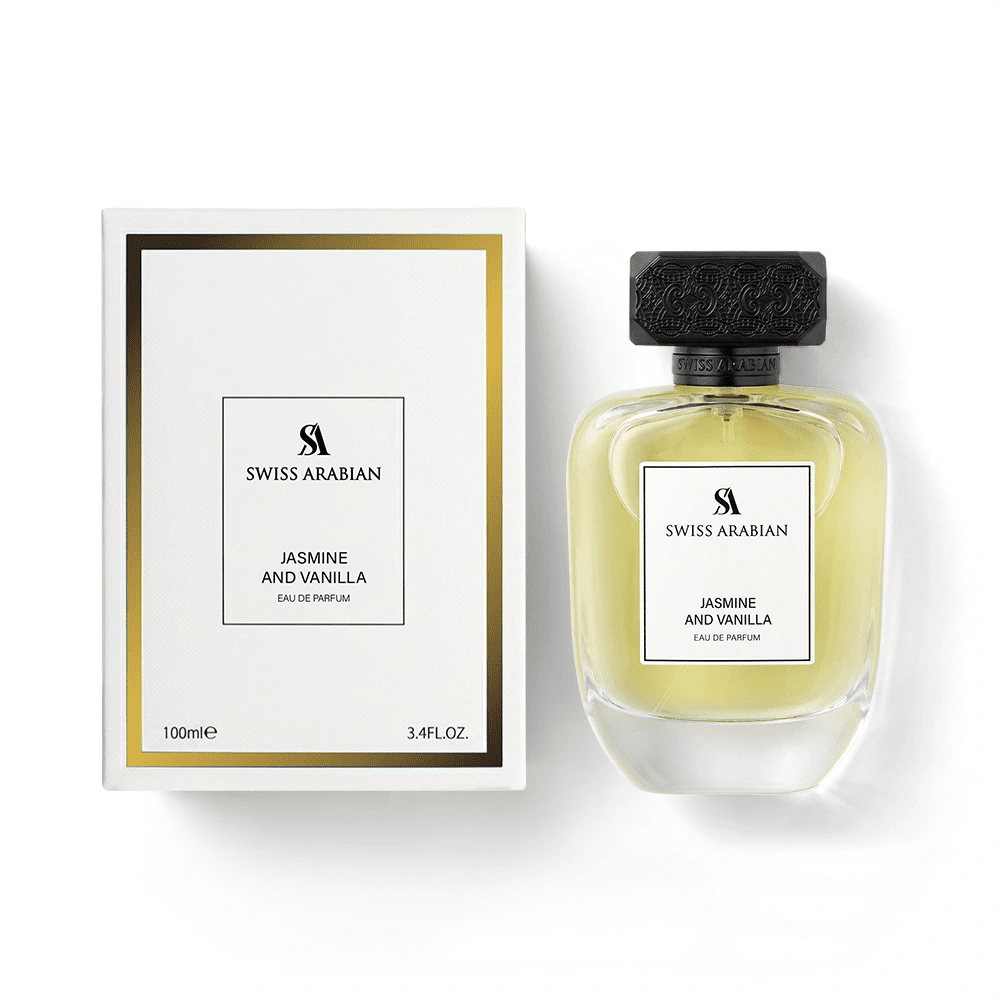 SA
SWISS ARABIAN
JASMINE
AND VANILLA
EAU DE PARFUM
100ml℮
3.4FL.OZ.
SWISS ARABIAN
SA
SWISS ARABIAN
JASMINE
AND VANILLA
EAU DE PARFUM